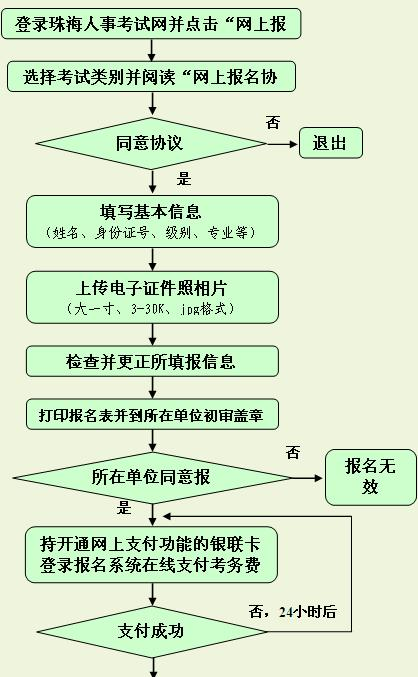 登录珠海人事考试网并点击“网上报
选择考试类别并阅读“网上报名协
同意协议
否
退出
是
填写基本信息
（姓名、身份证号、级别、专业等）
上传电子证件照相片
（大一寸、3-30K、jpg格式）
检查并更正所填报信息
打印报名表并到所在单位初审盖章
所在单位同意报
否
报名无
效
是
持开通网上支付功能的银联卡
登录报名系统在线支付考务费
否，24小时后
支付成功